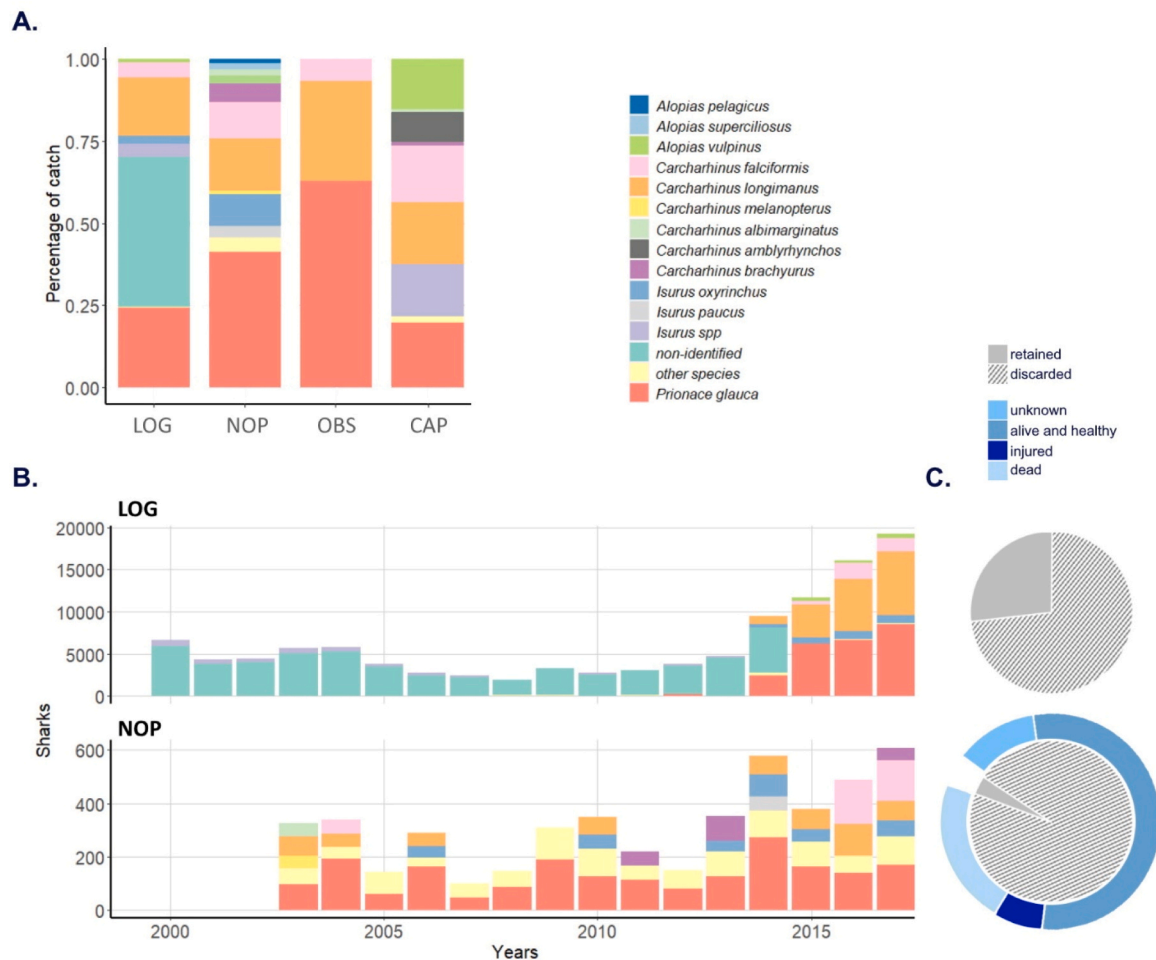 A.
Percentage of catch
1.00
0.75
0.50
0.25
0.00
LOG NOP OBS CAP
Alopias pelagicus
Alopias superciliosus
Alopias vulpinus
Carcharhinus falciformis
Carcharhinus longimanus
Carcharhinus melanopterus
Carcharhinus albimarginatus
Carcharhinus amblyrhynchos
Carcharhinus brachyurus
Isurus oxyrinchus
Isurus paucus
Isurus spp
non-identified
other species
Prionace glauca
retained
discarded
unknown
alive and healthy
injured
dead
B.
LOG
20000
15000
10000
5000
0
Sharks
NOP
600
400
200
0
2000 2005 2010 2015
Years
C.